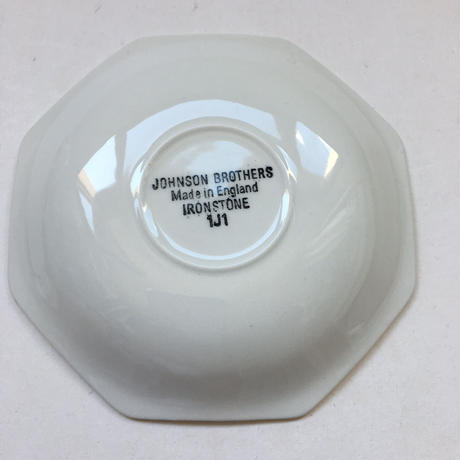 JOHNSON BROTHERS
Made in England
IRONSTONE
1J1